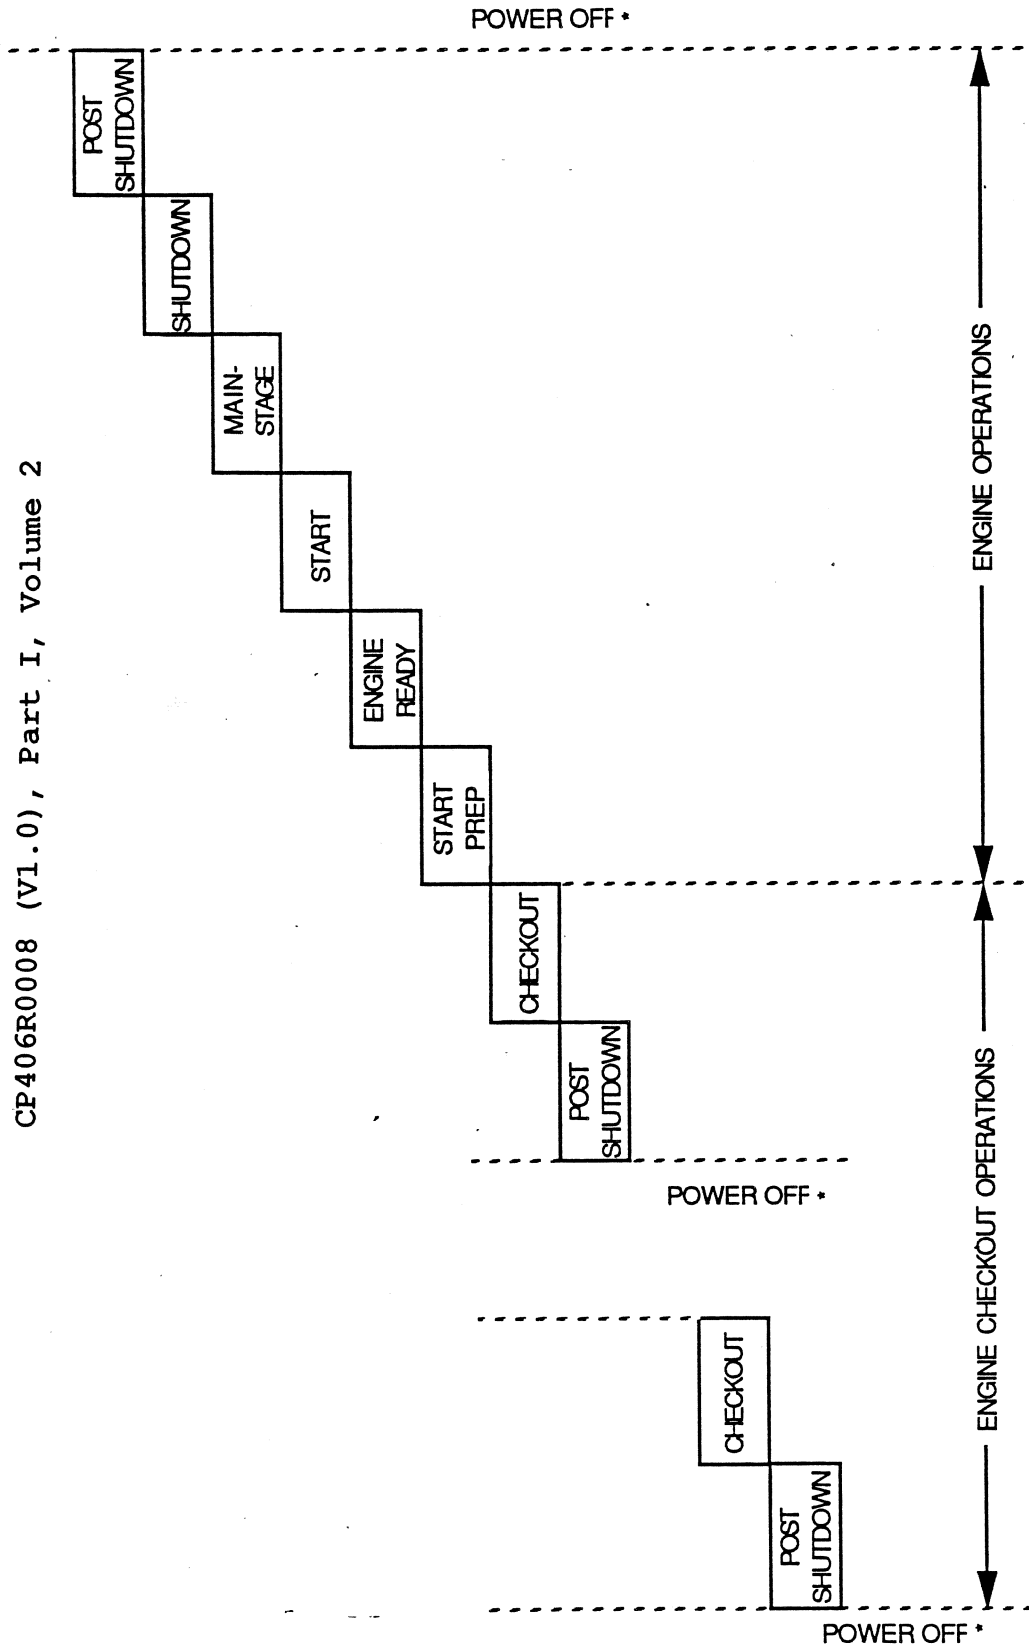 CP406R0008 (V1.0), Part I, Volume 2
POWER OFF *
POST
SHUTDOWN
SHUTDOWN
MAIN-
STAGE
START
ENGINE
READY
START
PREP
CHECKOUT
POST
SHUTDOWN
POWER OFF *
CHECKOUT
POST
SHUTDOWN
POWER OFF *
ENGINE OPERATIONS
ENGINE CHECKOUT OPERATIONS